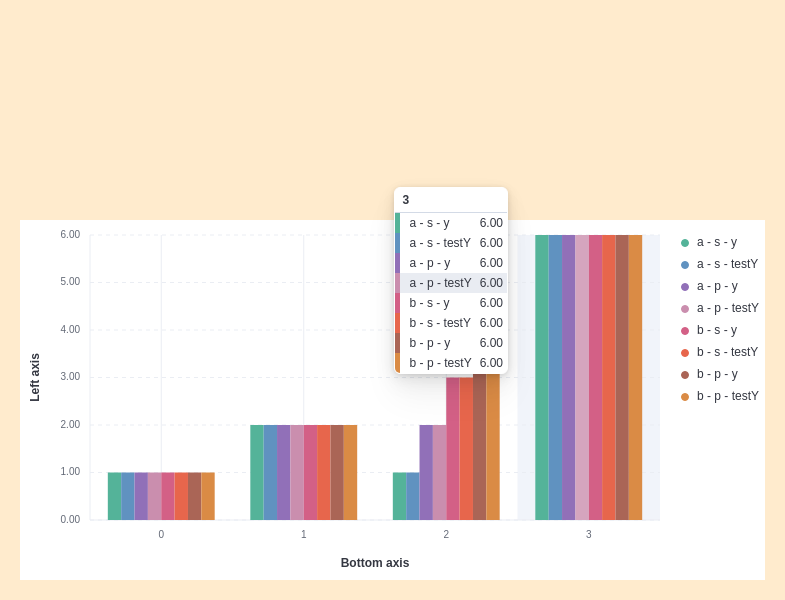 3
a - s - y 6.00
a - s - testY 6.00
a - p - y 6.00
a - p - testY 6.00
b - s - y 6.00
b - s - testY 6.00
b - p - y 6.00
b - p - testY 6.00
6.00
5.00
4.00
3.00
2.00
1.00
0.00
Left axis
0 1 2 3
Bottom axis
a - s - y
a - s - testY
a - p - y
a - p - testY
b - s - y
b - s - testY
b - p - y
b - p - testY